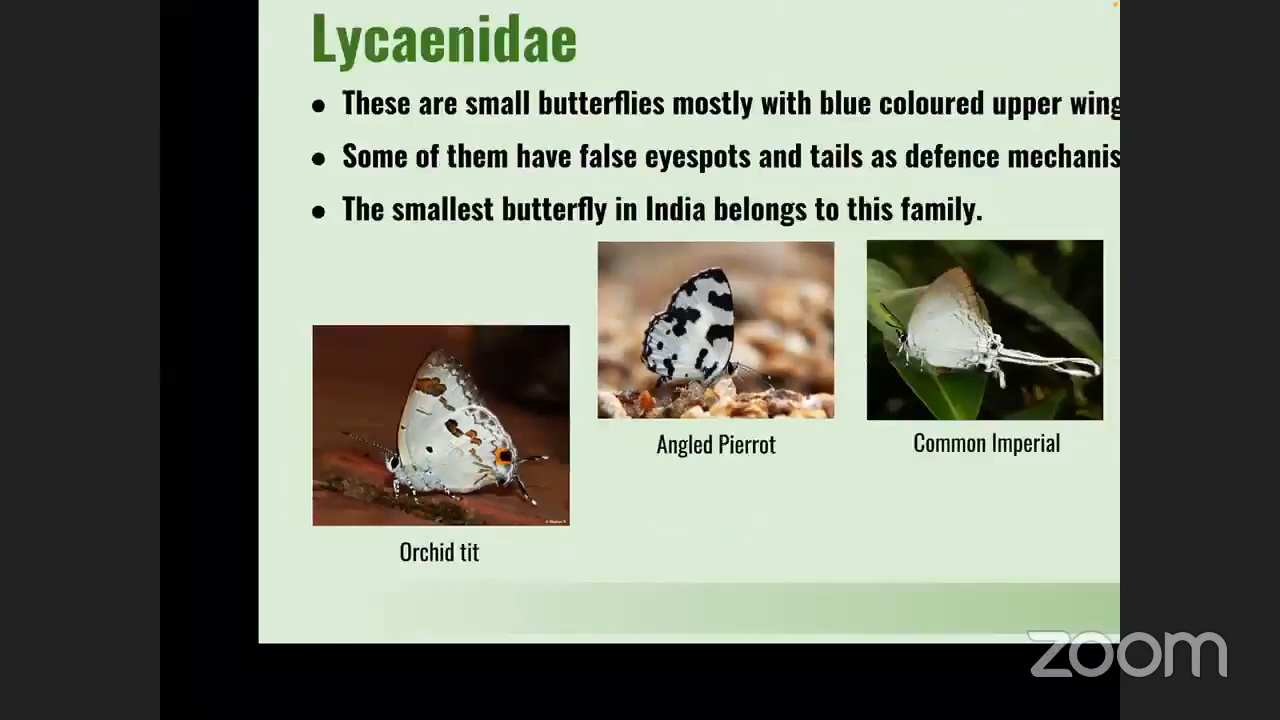 Lycaenidae
• These are small butterflies mostly with blue coloured upper wing
• Some of them have false eyespots and tails as defence mechanis
• The smallest butterfly in India belongs to this family.
Angled Pierrot
Common Imperial
Orchid tit
zoom